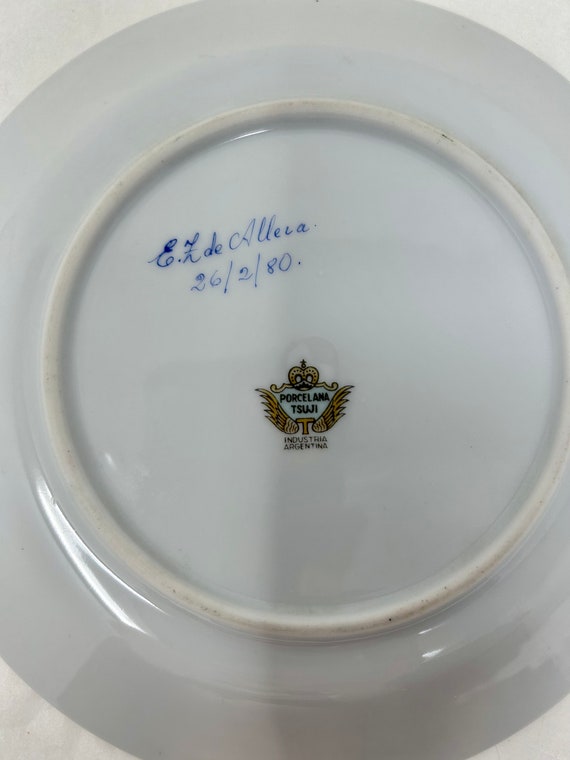 E.Z de Allera.
26/2/80.
PORCELANA
TSUJI
T
INDUSTRIA
ARGENTINA